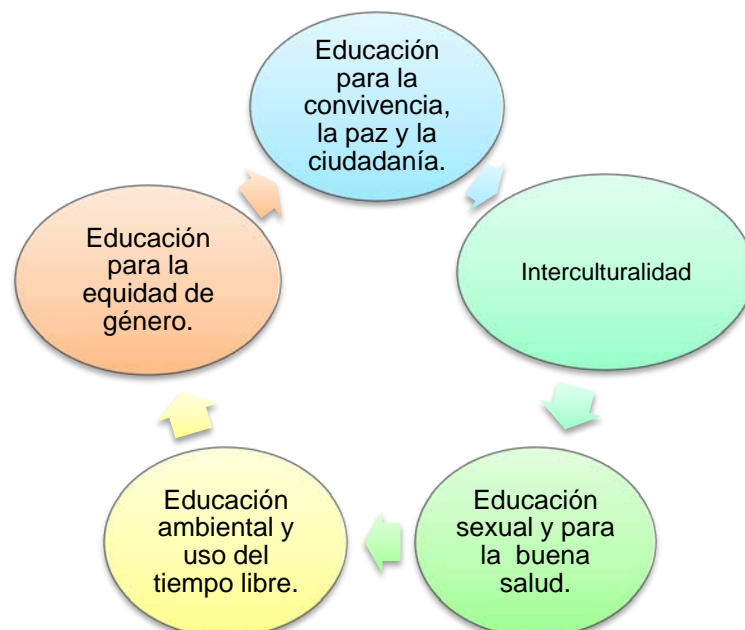 Educación
para la
convivencia,
la paz y la
ciudadanía.
Interculturalidad
Educación
sexual y para
la buena
salud.
Educación
ambiental y
uso del
tiempo libre.
Educación
para la
equidad de
género.